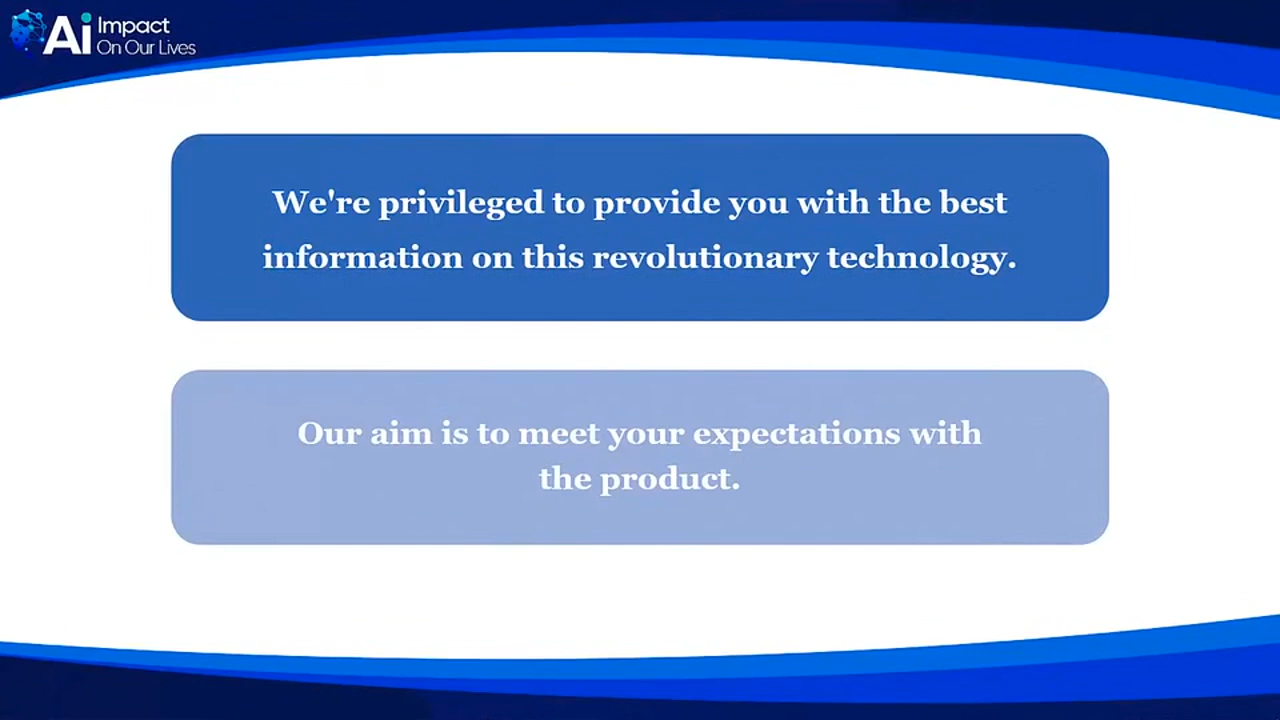 Ai Impact
On Our Lives
We're privileged to provide you with the best
information on this revolutionary technology.
Our aim is to meet your expectations with
the product.